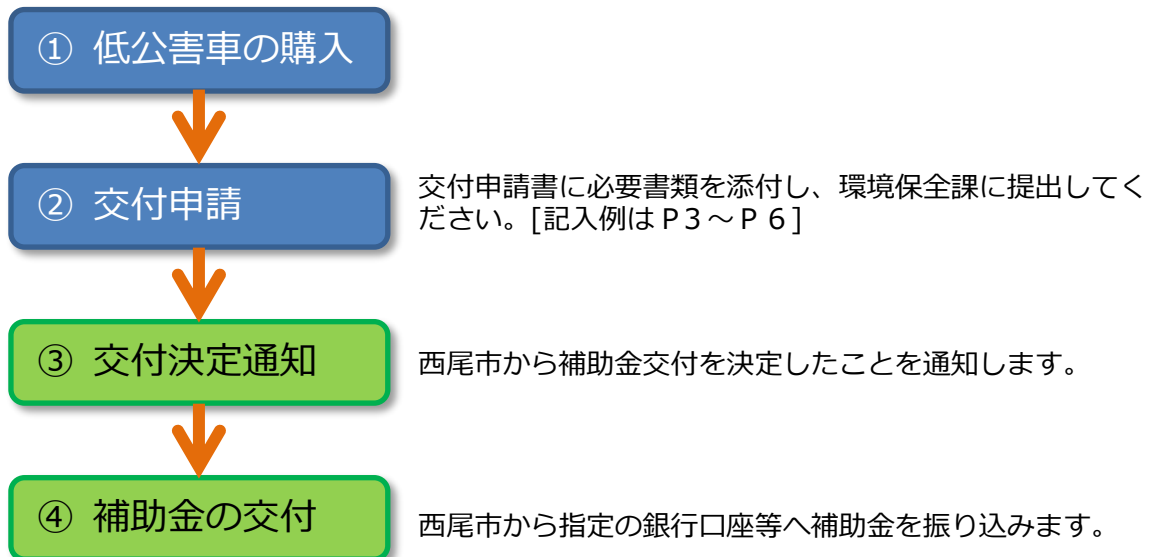 ① 低公害車の購入
② 交付申請
交付申請書に必要書類を添付し、環境保全課に提出してく
ださい。[記入例はP3～P6]
③ 交付決定通知
西尾市から補助金交付を決定したことを通知します。
④ 補助金の交付
西尾市から指定の銀行口座等へ補助金を振り込みます。